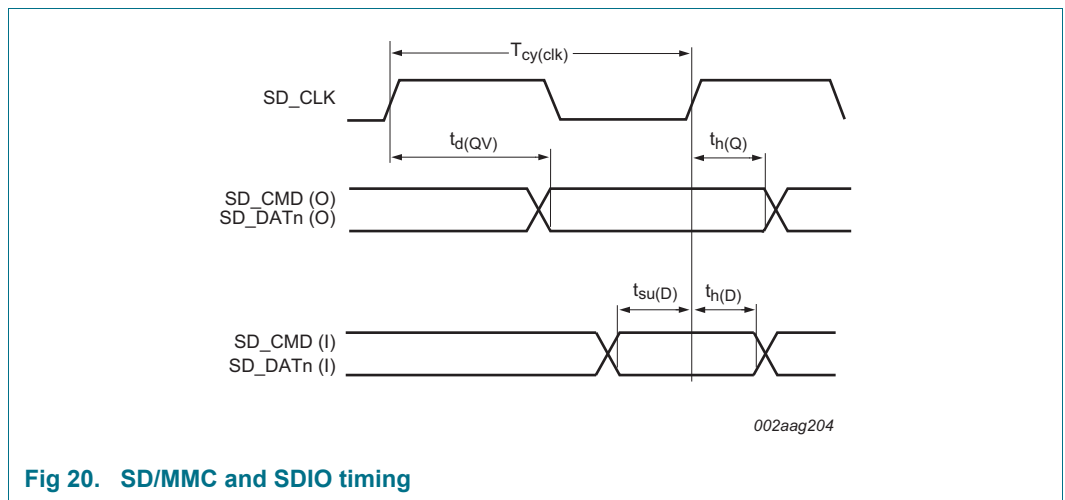 Tcy(clk)
SD_CLK
td(QV)
th(Q)
SD_CMD (O)
SD_DATn (O)
tsu(D)
th(D)
SD_CMD (I)
SD_DATn (I)
002aag204
Fig 20. SD/MMC and SDIO timing